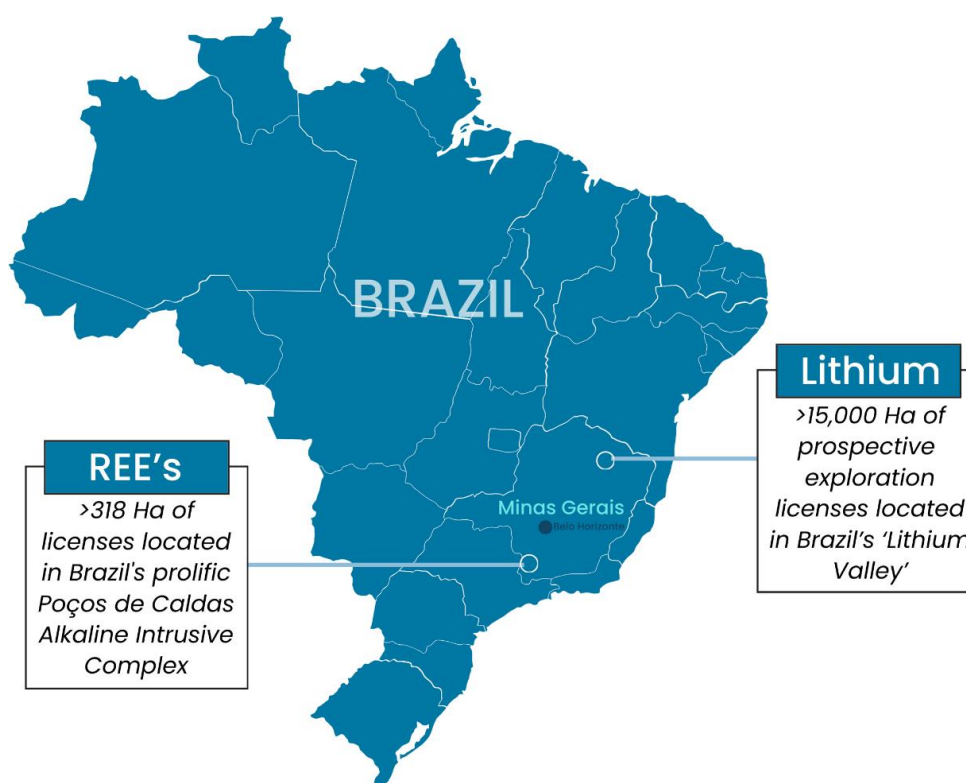 BRAZIL
Lithium
>15,000 Ha of
prospective
exploration
licenses located
in Brazil's ‘Lithium
Valley’
REE’s
>318 Ha of
licenses located
in Brazil's prolific
Poços de Caldas
Alkaline Intrusive
Complex
Minas Gerais
Belo Horizonte